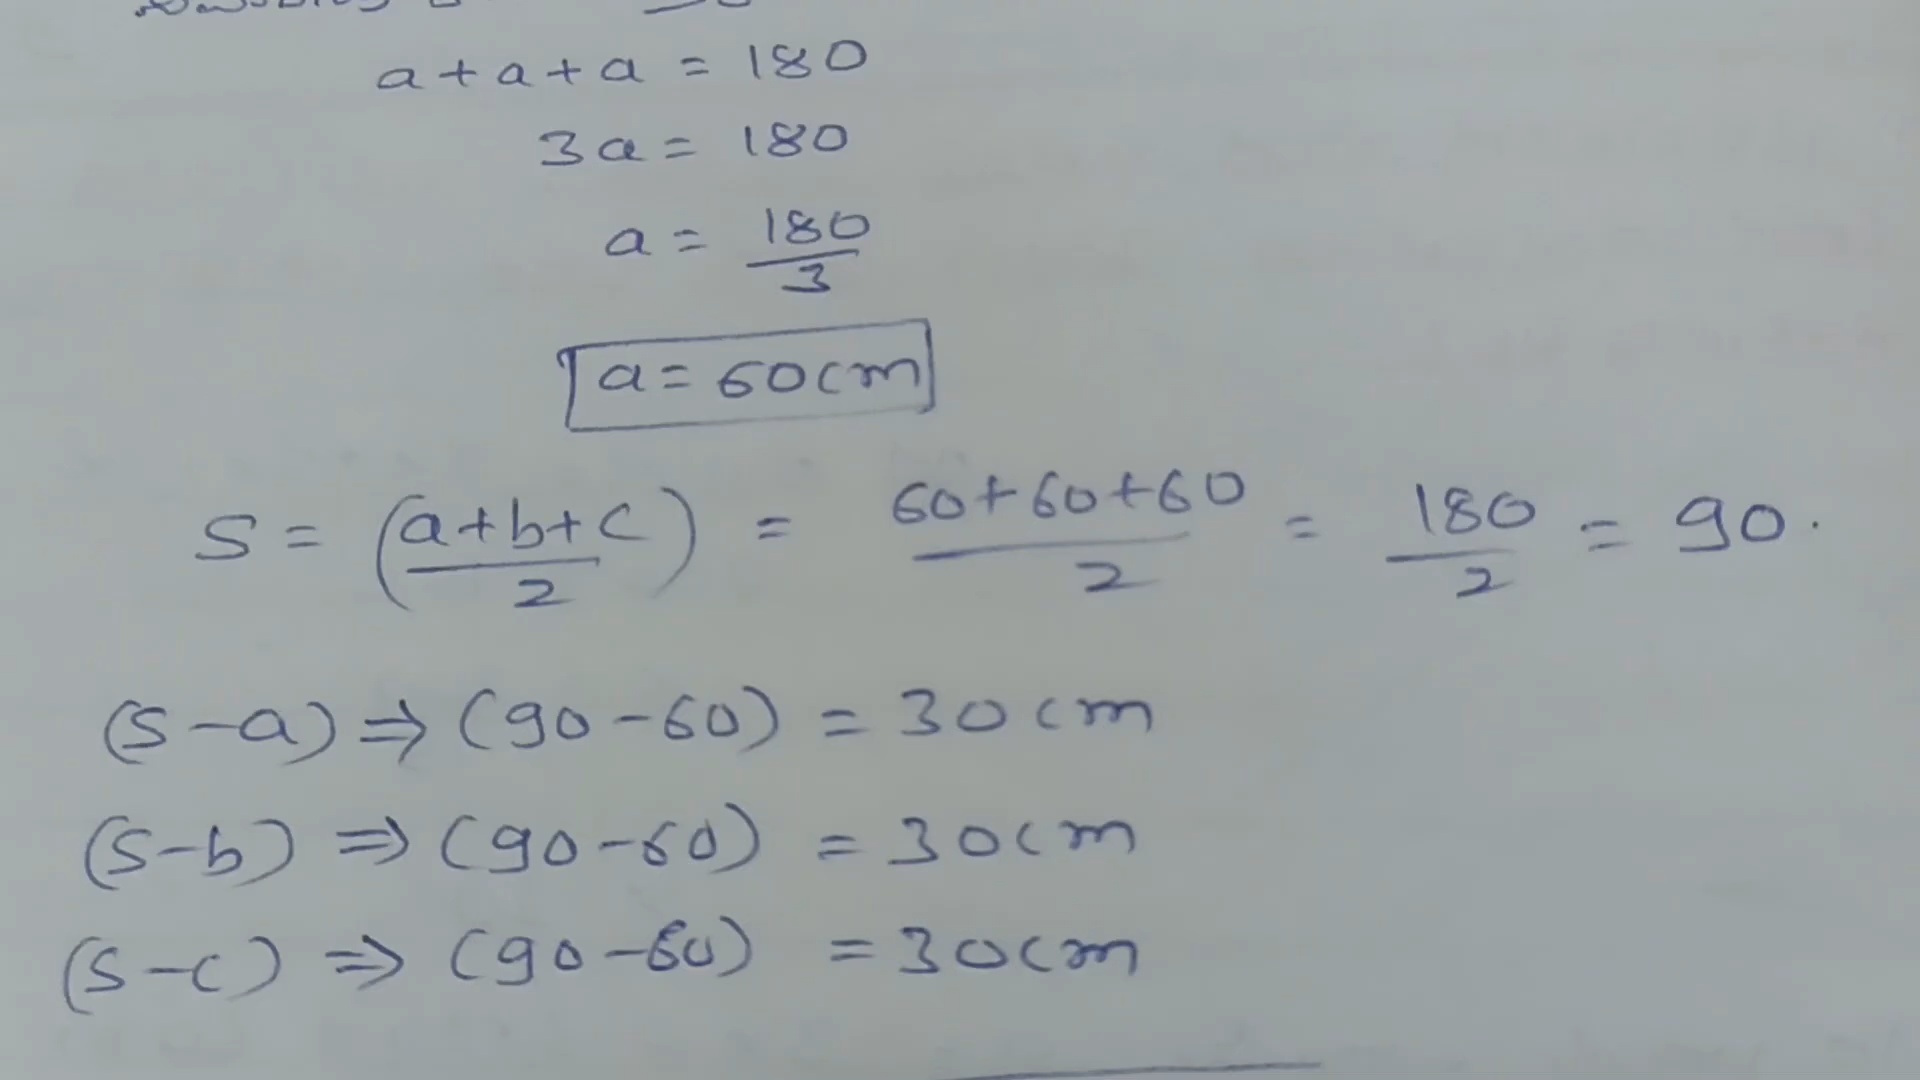 a + a + a = 180
3a = 180
a = 180/3
a = 60cm
S = (a+b+c/2) = 60+60+60/2 = 180/2 = 90.
(S-a) ⇒ (90-60) = 30cm
(S-b) ⇒ (90-60) = 30cm
(S-c) ⇒ (90-60) = 30cm